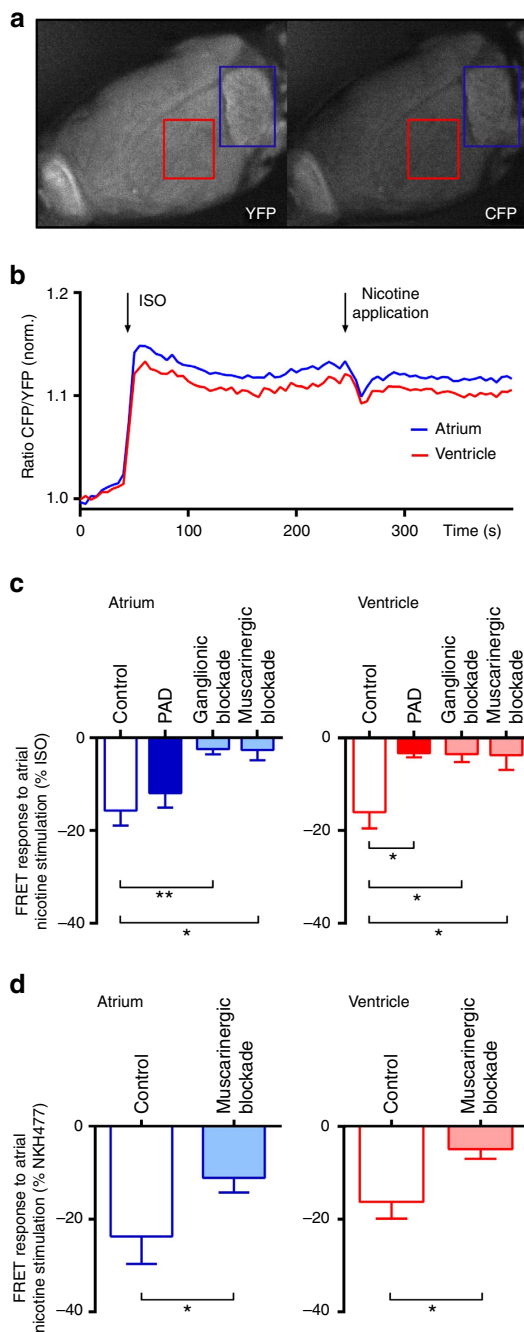 a
YFP
CFP
b
1.2
ISO
Nicotine
application
Ratio CFP/YFP (norm.)
1.1
Atrium
Ventricle
1.0
100
200
300
Time (s)
c
Atrium
Ventricle
Control
PAD
Ganglionic
blockade
Muscarinergic
blockade
Control
PAD
Ganglionic
blockade
Muscarinergic
blockade
FRET response to atrial
nicotine stimulation (% ISO)
0
–20
–40
**
*
0
–20
–40
*
*
*
d
Atrium
Ventricle
Control
Muscarinergic
blockade
Control
Muscarinergic
blockade
FRET response to atrial
nicotine stimulation (% NKH477)
0
–20
–40
*
0
–20
–40
*